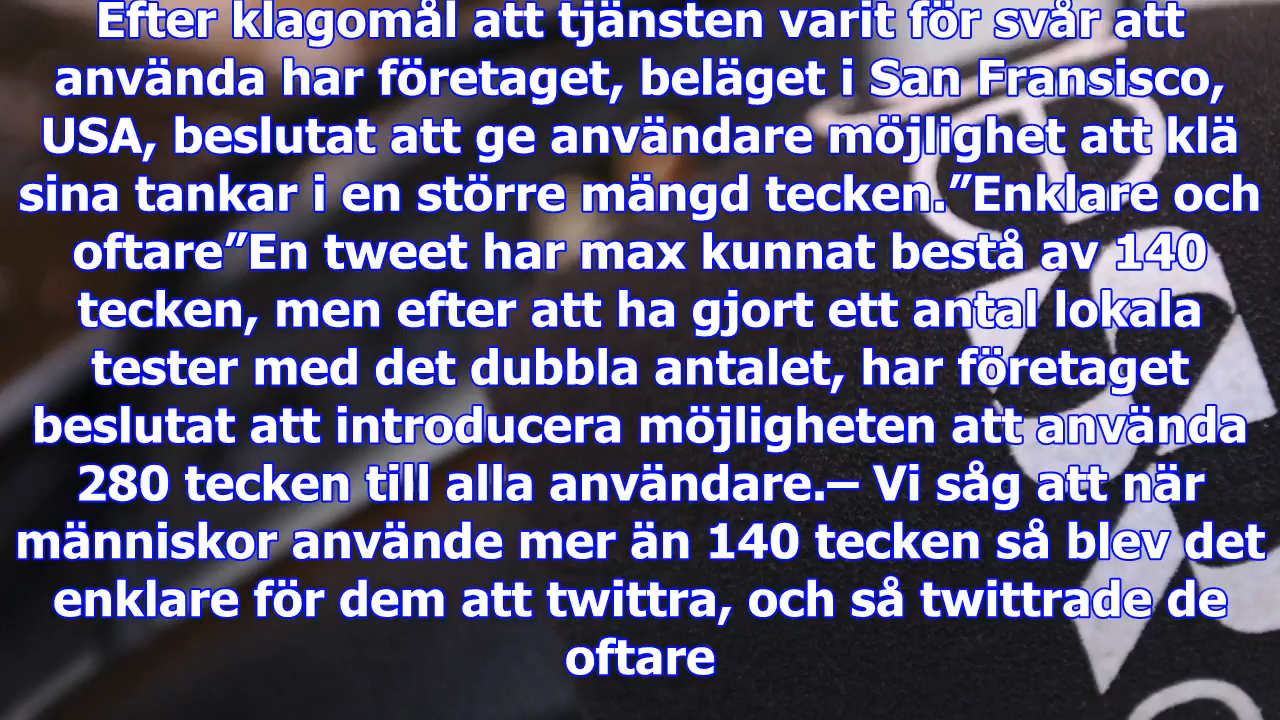 Efter klagomål att tjänsten varit för svår att
använda har företaget, beläget i San Fransisco,
USA, beslutat att ge användare möjlighet att klä
sina tankar i en större mängd tecken.”Enklare och
oftare”En tweet har max kunnat bestå av 140
tecken, men efter att ha gjort ett antal lokala
tester med det dubbla antalet, har företaget
beslutat att introducera möjligheten att använda
280 tecken till alla användare.– Vi såg att när
människor använde mer än 140 tecken så blev det
enklare för dem att twittra, och så twittrade de
oftare